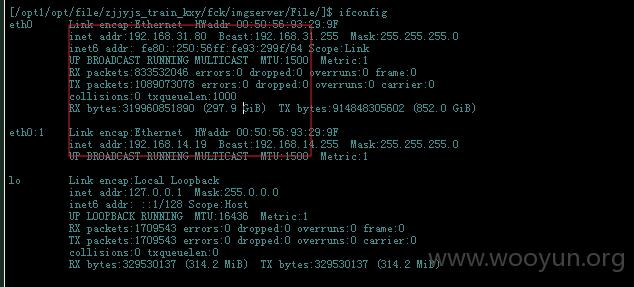 [/opt1/opt/file/zjjyjs_train_kxy/fck/imgserver/File/]$ ifconfig
eth0 Link encap:Ethernet HWaddr 00:50:56:93:29:9F
inet addr:192.168.31.80 Bcast:192.168.31.255 Mask:255.255.255.0
inet6 addr: fe80::250:56ff:fe93:299f/64 Scope:Link
UP BROADCAST RUNNING MULTICAST MTU:1500 Metric:1
RX packets:833532046 errors:0 dropped:0 overruns:0 frame:0
TX packets:1089073078 errors:0 dropped:0 overruns:0 carrier:0
collisions:0 txqueuelen:1000
RX bytes:319960851890 (297.9 GiB) TX bytes:914848305602 (852.0 GiB)
eth0:1 Link encap:Ethernet HWaddr 00:50:56:93:29:9F
inet addr:192.168.14.19 Bcast:192.168.14.255 Mask:255.255.255.0
UP BROADCAST RUNNING MULTICAST MTU:1500 Metric:1
lo Link encap:Local Loopback
inet addr:127.0.0.1 Mask:255.0.0.0
inet6 addr: ::1/128 Scope:Host
UP LOOPBACK RUNNING MTU:16436 Metric:1
RX packets:1709543 errors:0 dropped:0 overruns:0 frame:0
TX packets:1709543 errors:0 dropped:0 overruns:0 carrier:0
collisions:0 txqueuelen:0
RX bytes:329530137 (314.2 MiB) TX bytes:329530137 (314.2 MiB)
www.wooyun.org